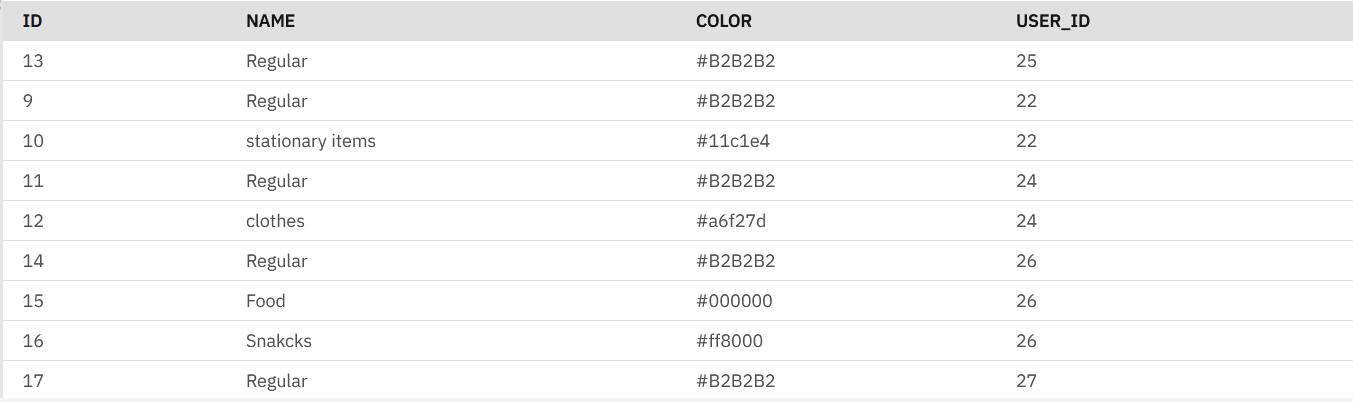 ID NAME COLOR USER_ID
13 Regular #B2B2B2 25
9 Regular #B2B2B2 22
10 stationary items #11c1e4 22
11 Regular #B2B2B2 24
12 clothes #a6f27d 24
14 Regular #B2B2B2 26
15 Food #000000 26
16 Snakcks #ff8000 26
17 Regular #B2B2B2 27